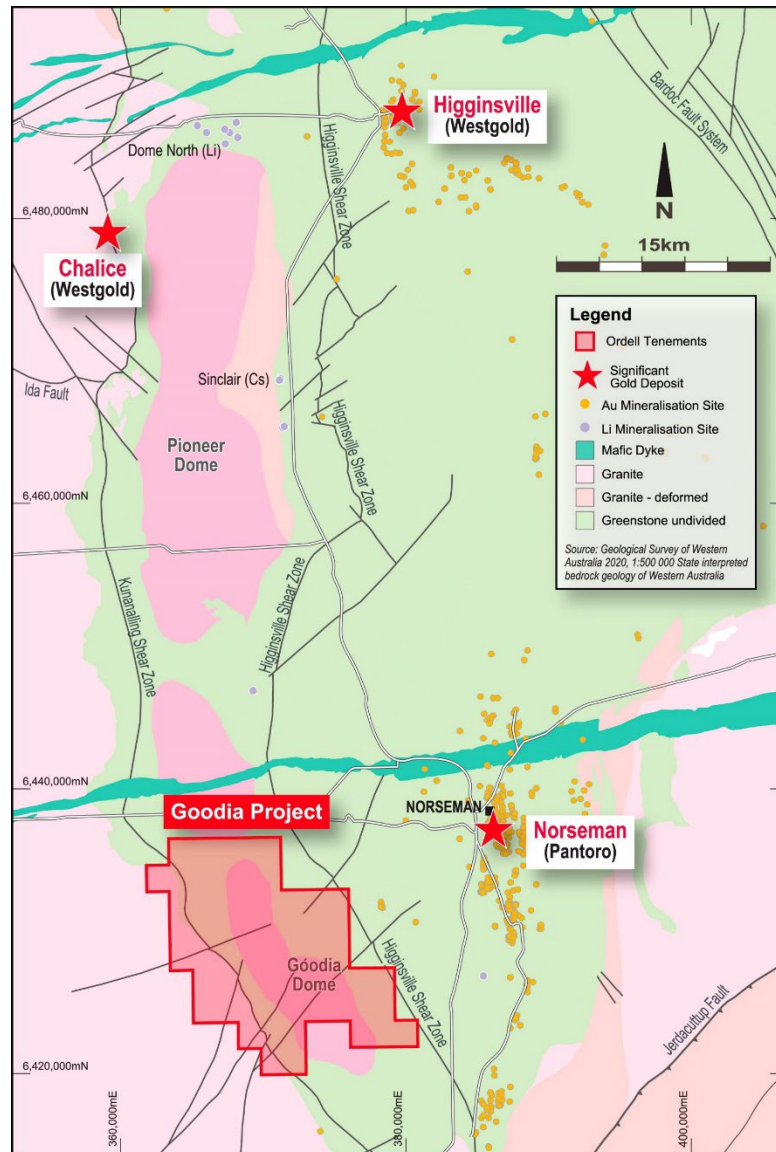 Higginsville
(Westgold)
Bardoc Fault System
Dome North (Li)
Higginsville Shear Zone
6,480,000mN
N
15km
Chalice
(Westgold)
Legend
Ordell Tenements
Significant
Gold Deposit
Au Mineralisation Site
Li Mineralisation Site
Mafic Dyke
Granite
Granite - deformed
Greenstone undivided
Source: Geological Survey of Western
Australia 2020, 1:500 000 State interpreted
bedrock geology of Western Australia
Ida Fault
Sinclair (Cs)
Pioneer
Dome
Higginsville Shear Zone
6,460,000mN
Kunanalling Shear Zone
Higginsville Shear Zone
6,440,000mN
Goodia Project
NORSEMAN
Norseman
(Pantoro)
Goodia
Dome
Higginsville Shear Zone
Jerdacuttup Fault
6,420,000mN
360,000mE
380,000mE
400,000mE